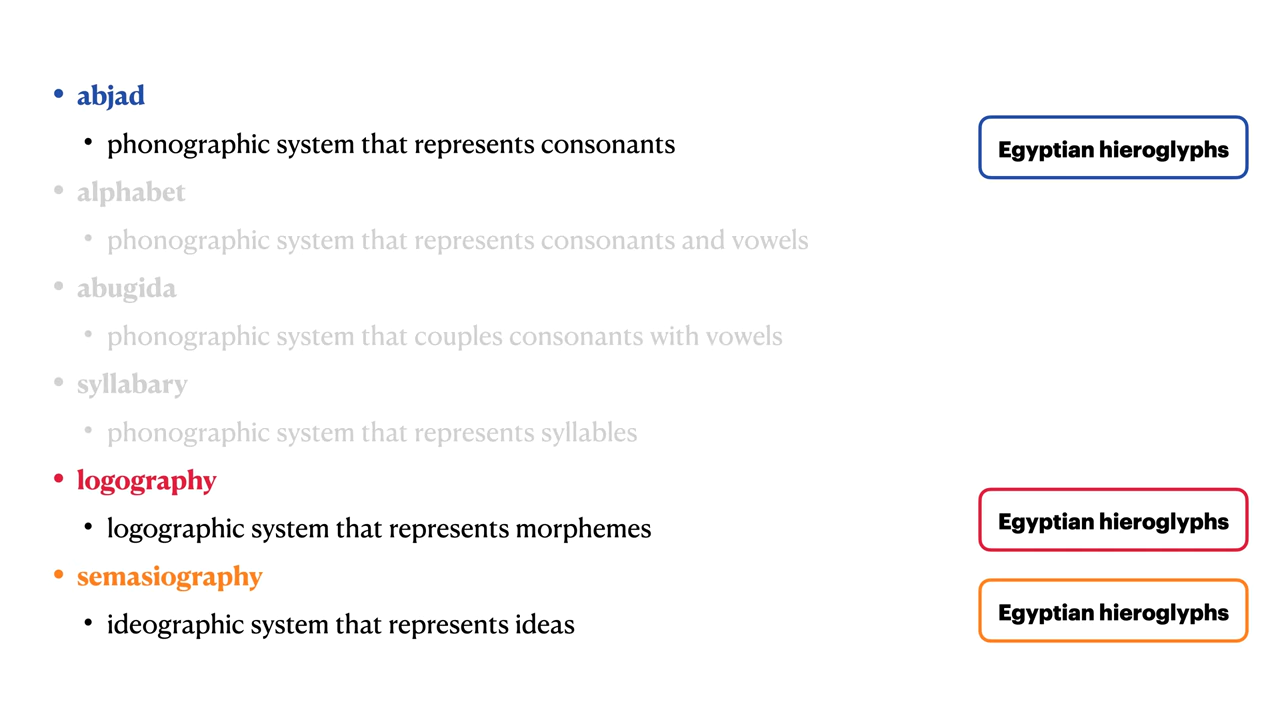 • abjad
• phonographic system that represents consonants
Egyptian hieroglyphs
• alphabet
• phonographic system that represents consonants and vowels
• abugida
• phonographic system that couples consonants with vowels
• syllabary
• phonographic system that represents syllables
• logography
• logographic system that represents morphemes
Egyptian hieroglyphs
• semasiography
• ideographic system that represents ideas
Egyptian hieroglyphs